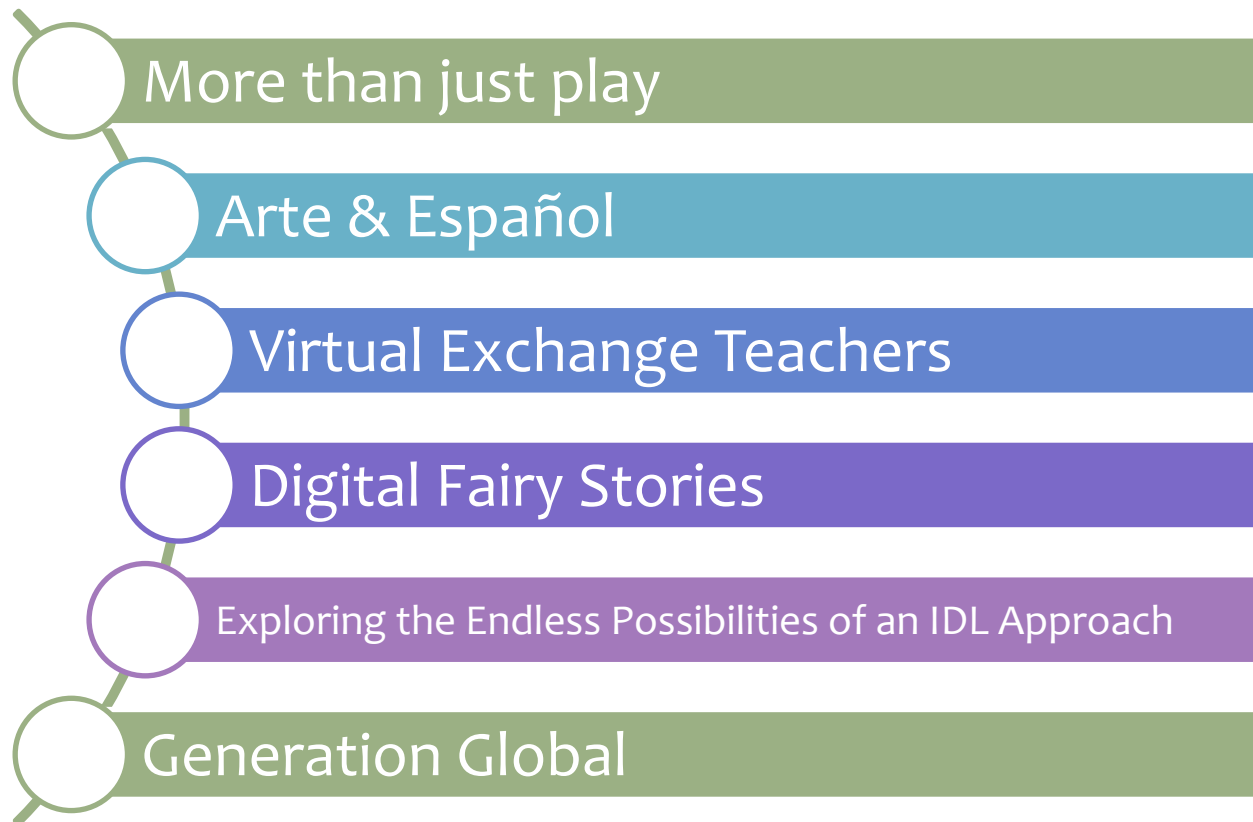 More than just play
Arte & Español
Virtual Exchange Teachers
Digital Fairy Stories
Exploring the Endless Possibilities of an IDL Approach
Generation Global